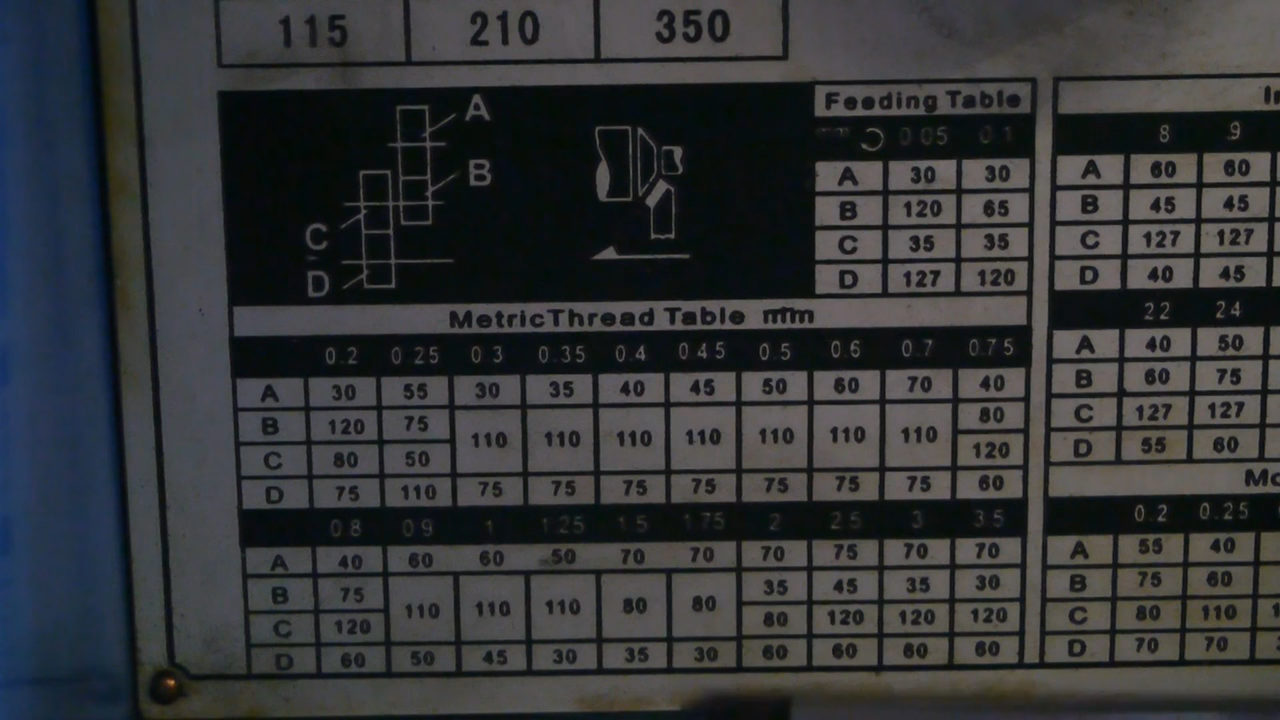 115 210 350
A
B
C
D
Feeding Table
0.05 0.1
A 30 30
B 120 65
C 35 35
D 127 120
8 9
A 60 60
B 45 45
C 127 127
D 40 45
22 24
A 40 50
B 60 75
C 127 127
D 55 60
Metric Thread Table mm
0.2 0.25 0.3 0.35 0.4 0.45 0.5 0.6 0.7 0.75
A 30 55 30 35 40 45 50 60 70 40
B 120 75 110 110 110 110 110 110 110 80
C 80 50 120
D 75 110 75 75 75 75 75 75 75 60
0.8 0.9 1 1.25 1.5 1.75 2 2.5 3 3.5
A 40 60 60 50 70 70 70 75 70 70
B 75 110 110 110 80 80 35 45 35 30
C 120 80 120 120 120
D 60 50 45 30 35 30 60 60 60 60
0.2 0.25
A 55 40
B 75 60
C 80 110
D 70 70